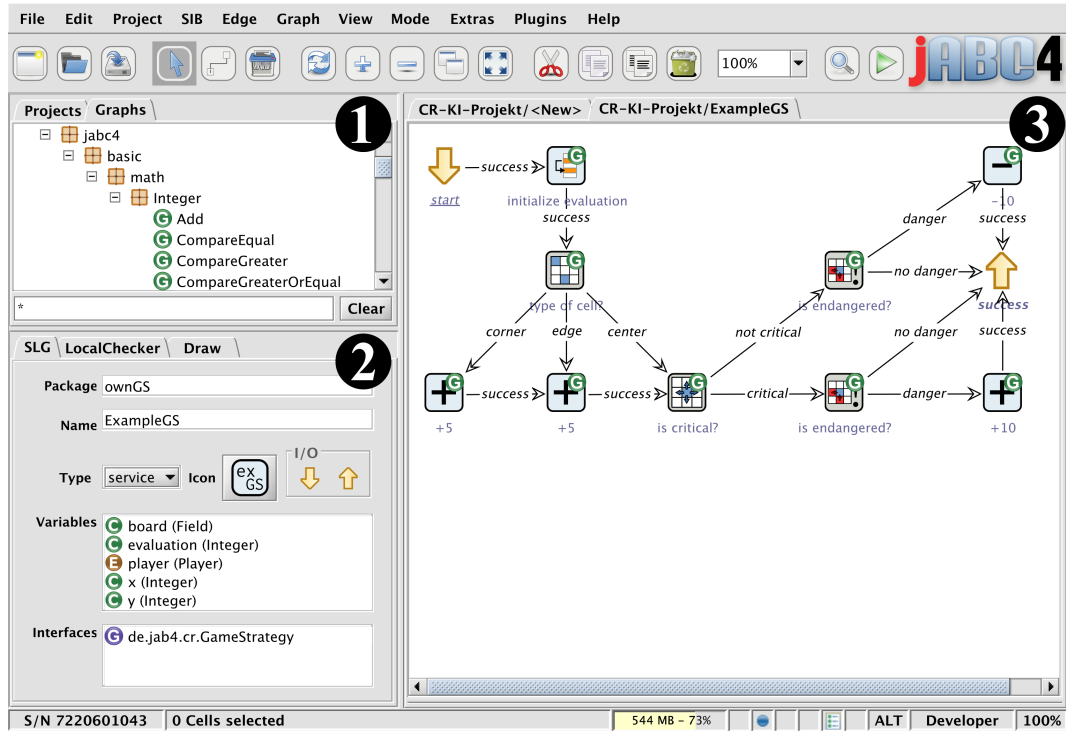 File Edit Project SIB Edge Graph View Mode Extras Plugins Help
100%
jABC4
Projects Graphs
1
jabc4
basic
math
Integer
G Add
G CompareEqual
G CompareGreater
G CompareGreaterOrEqual
*
Clear
SLG LocalChecker Draw
2
Package ownGS
Name ExampleGS
Type service Icon ex GS I/O
Variables
C board (Field)
C evaluation (Integer)
E player (Player)
C x (Integer)
C y (Integer)
Interfaces G de.jab4.cr.GameStrategy
CR-KI-Projekt/<New> CR-KI-Projekt/ExampleGS
3
G G
success
start initialize evaluation -10
success danger success
G G
no danger
type of cell? is endangered? success
corner edge center not critical no danger success
G G G G G
success success critical danger
+5 +5 is critical? is endangered? +10
S/N 7220601043 0 Cells selected 544 MB – 73% ALT Developer 100%